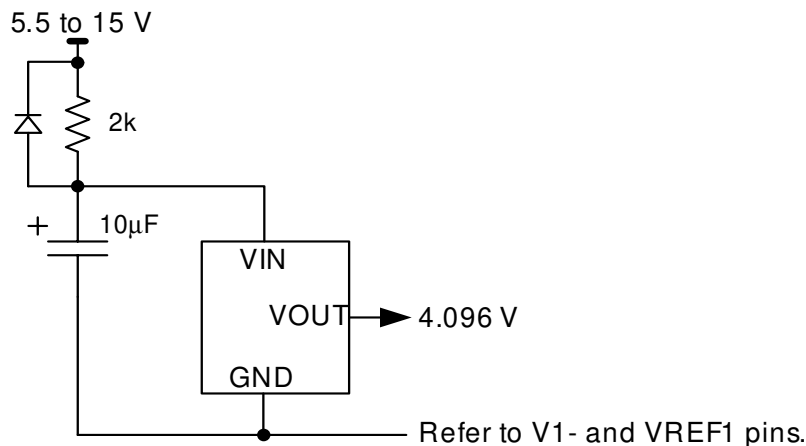 5.5 to 15 V
2k
+ 10μF
VIN
VOUT 4.096 V
GND
Refer to V1- and VREF1 pins.